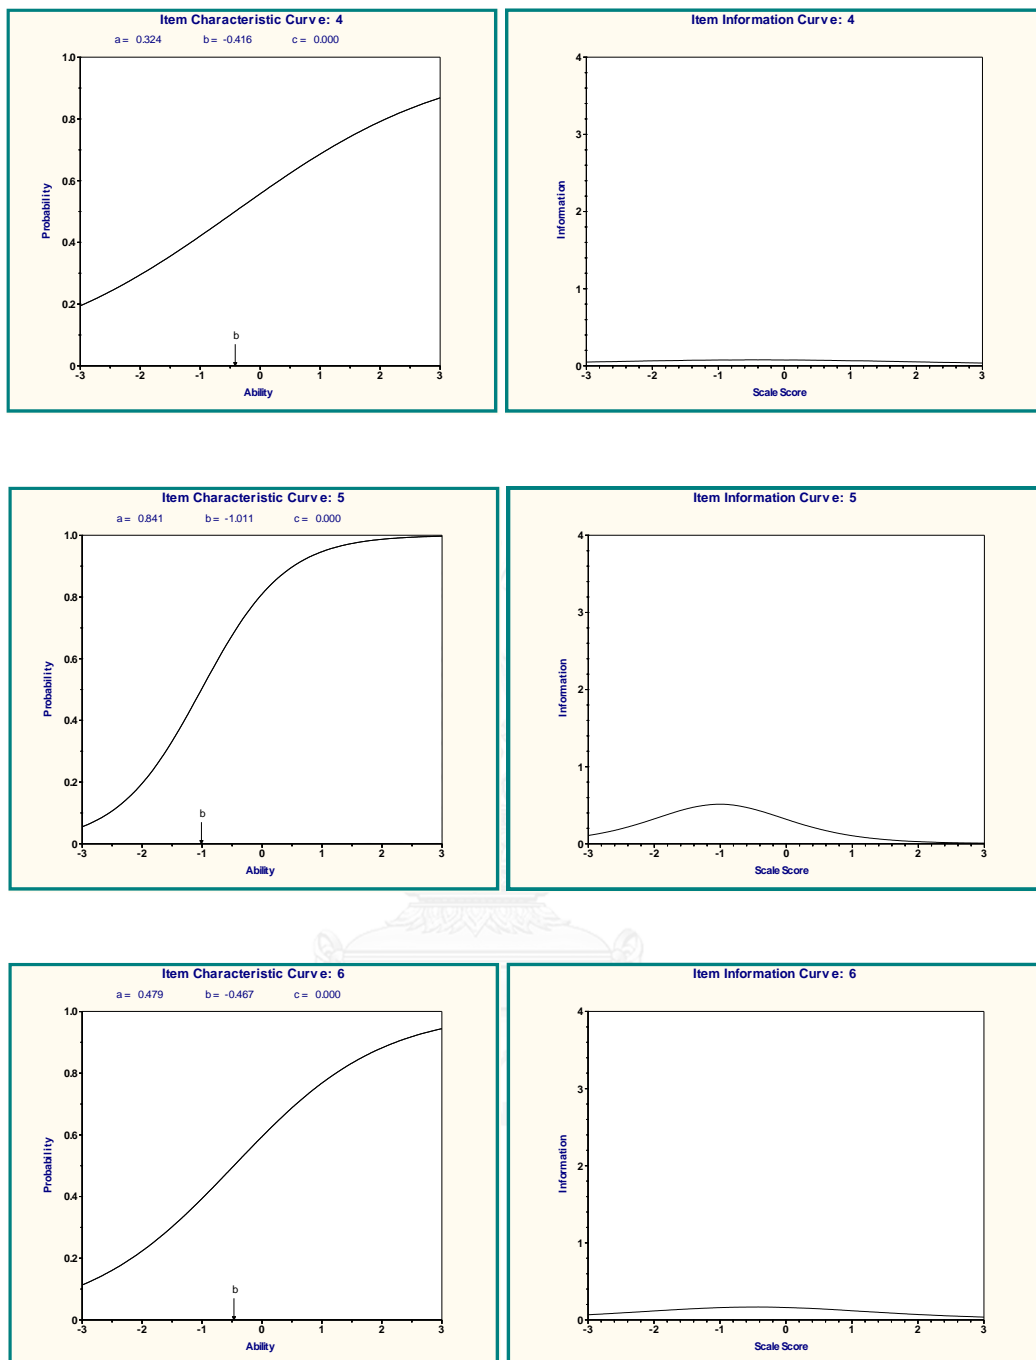 Item Characteristic Curve: 4
a = 0.324 b = -0.416 c = 0.000
1.0
0.8
0.6
0.4
0.2
0
Probability
b
-3 -2 -1 0 1 2 3
Ability
Item Information Curve: 4
4
3
2
1
0
Information
-3 -2 -1 0 1 2 3
Scale Score
Item Characteristic Curve: 5
a = 0.841 b = -1.011 c = 0.000
1.0
0.8
0.6
0.4
0.2
0
Probability
b
-3 -2 -1 0 1 2 3
Ability
Item Information Curve: 5
4
3
2
1
0
Information
-3 -2 -1 0 1 2 3
Scale Score
Item Characteristic Curve: 6
a = 0.479 b = -0.467 c = 0.000
1.0
0.8
0.6
0.4
0.2
0
Probability
b
-3 -2 -1 0 1 2 3
Ability
Item Information Curve: 6
4
3
2
1
0
Information
-3 -2 -1 0 1 2 3
Scale Score